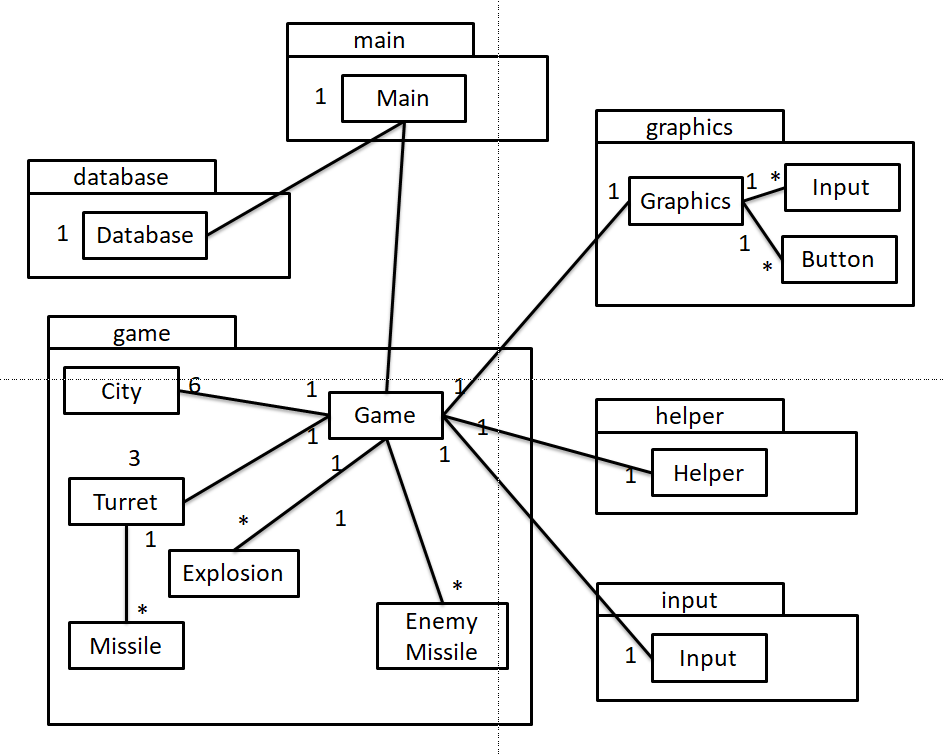 main
1
Main
graphics
1
Graphics
1
*
Input
1
*
Button
database
1
Database
game
City
6
1
Game
1
1
1
1
3
Turret
1
*
Missile
1
*
Explosion
1
*
Enemy
Missile
helper
1
Helper
input
1
Input